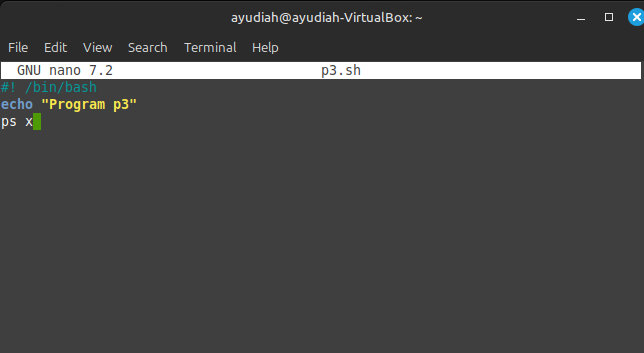 ayudiah@ayudiah-VirtualBox: ~
File Edit View Search Terminal Help
GNU nano 7.2 p3.sh
#! /bin/bash
echo "Program p3"
ps x